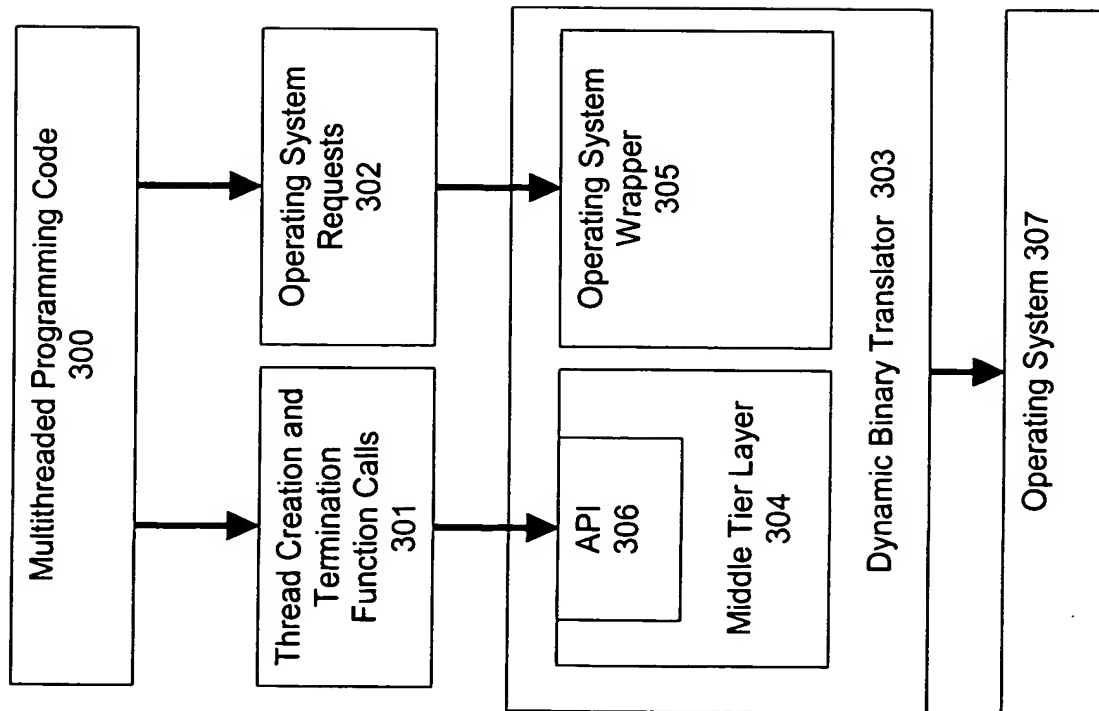 Multithreaded Programming Code
300
Thread Creation and
Termination
Function Calls
301
Operating System
Requests
302
API
306
Middle Tier Layer
304
Operating System
Wrapper
305
Dynamic Binary Translator 303
Operating System 307